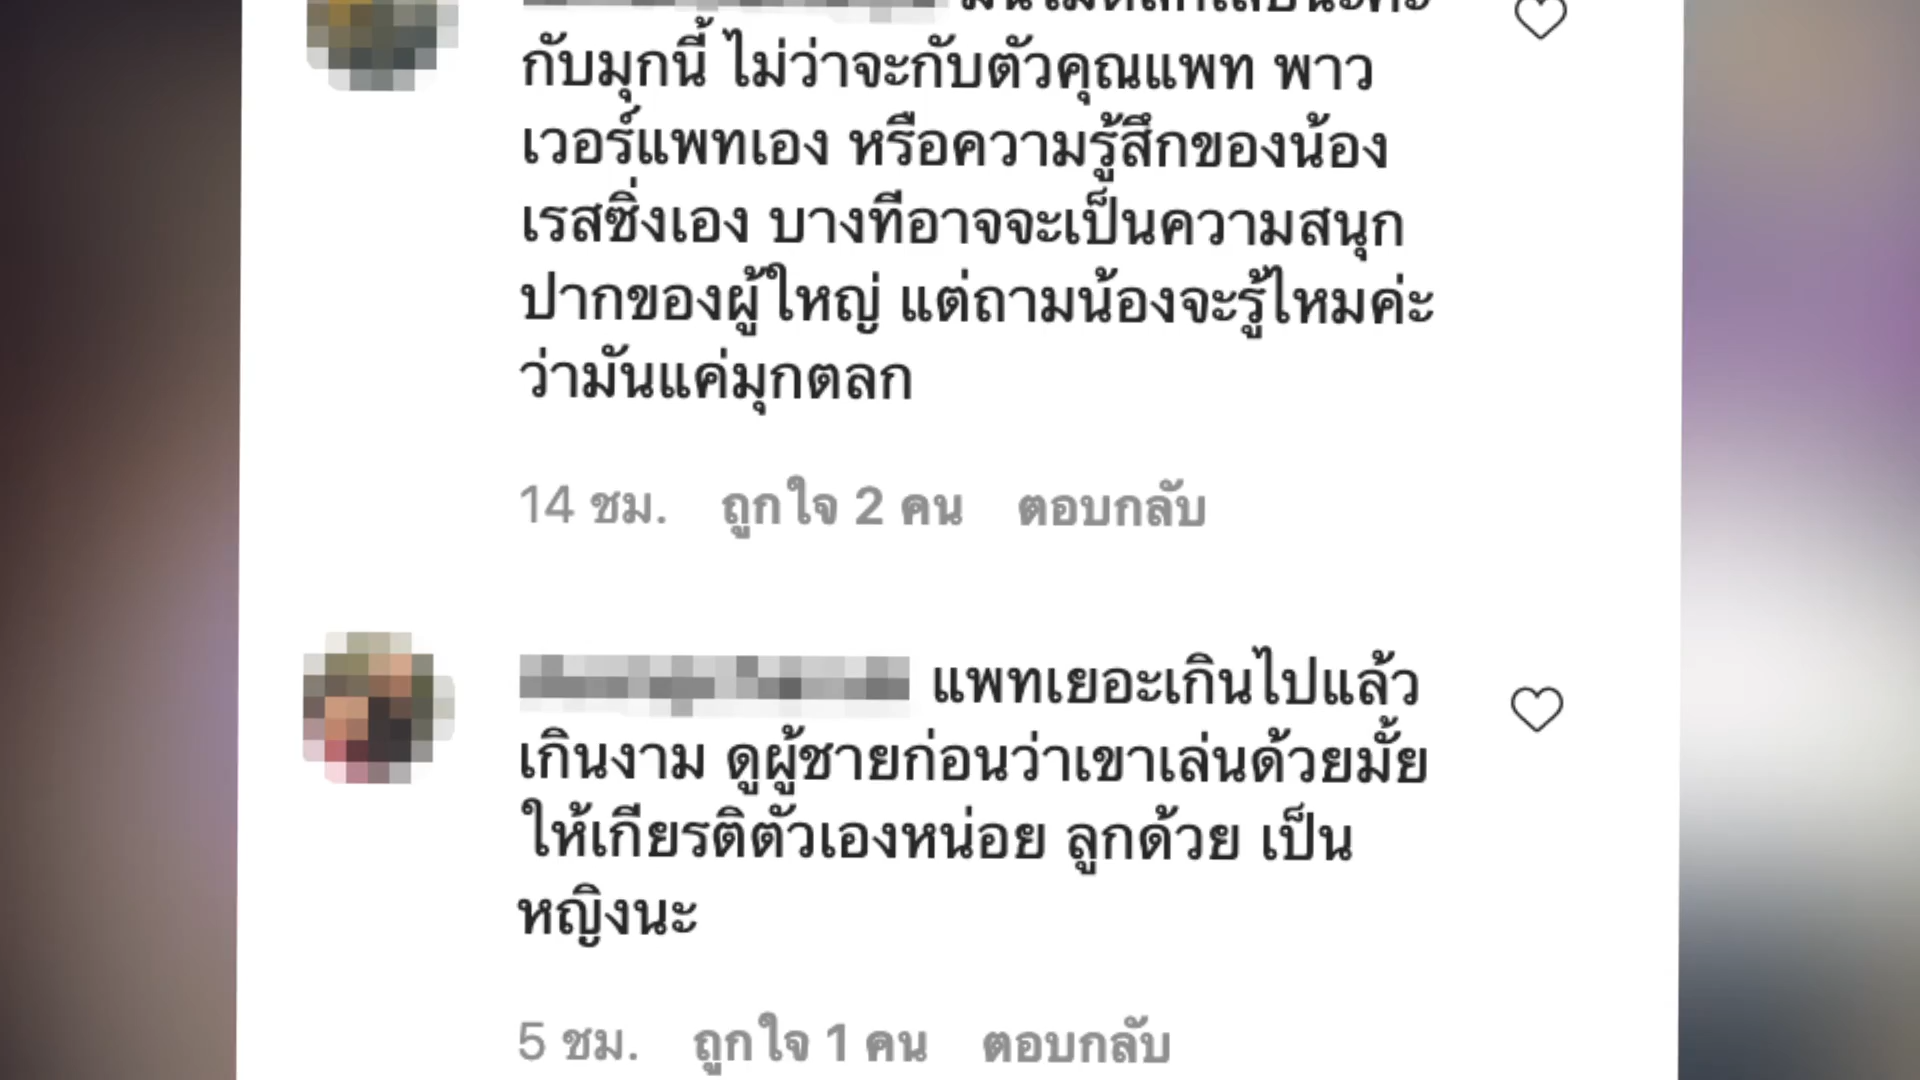 กับมุกนี้ ไม่ว่าจะกับตัวคุณแพท พาว
เวอร์แพทเอง หรือความรู้สึกของน้อง
เรสซิ่งเอง บางทีอาจจะเป็นความสนุก
ปากของผู้ใหญ่ แต่ถามน้องจะรู้ไหมค่ะ
ว่ามันแค่มุกตลก
14 ชม. ถูกใจ 2 คน ตอบกลับ
แพทเยอะเกินไปแล้ว
เกินงาม ดูผู้ชายก่อนว่าเขาเล่นด้วยมั้ย
ให้เกียรติตัวเองหน่อย ลูกด้วย เป็น
หญิงนะ
5 ชม. ถูกใจ 1 คน ตอบกลับ